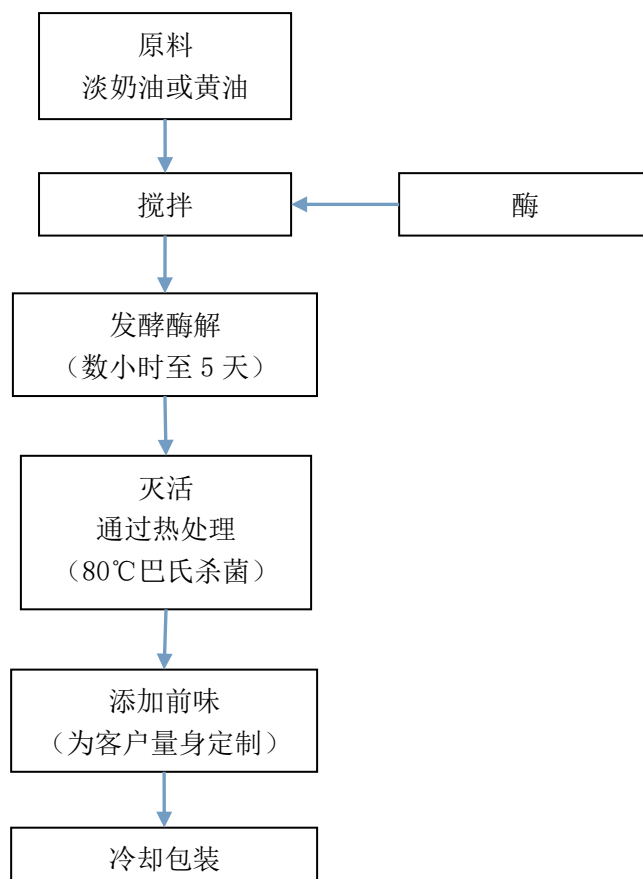 原料
淡奶油或黄油
搅拌
酶
发酵酶解
（数小时至 5 天）
灭活
通过热处理
（80℃巴氏杀菌）
添加前味
（为客户量身定制）
冷却包装